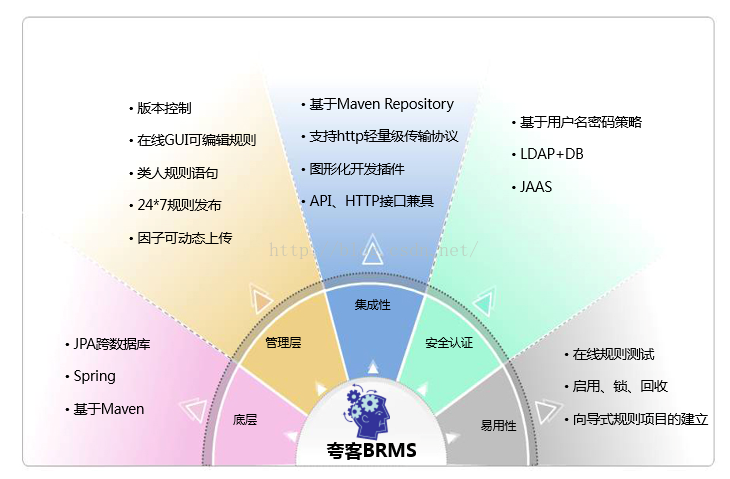 • 版本控制
• 在线GUI可编辑规则
• 类人规则语句
• 24*7规则发布
• 因子可动态上传
• 基于Maven Repository
• 支持http轻量级传输协议
• 图形化开发插件
• API、HTTP接口兼具
• 基于用户名密码策略
• LDAP+DB
• JAAS
• JPA跨数据库
• Spring
• 基于Maven
• 在线规则测试
• 启用、锁、回收
• 向导式规则项目的建立
底层
管理层
集成性
安全认证
易用性
夸客BRMS